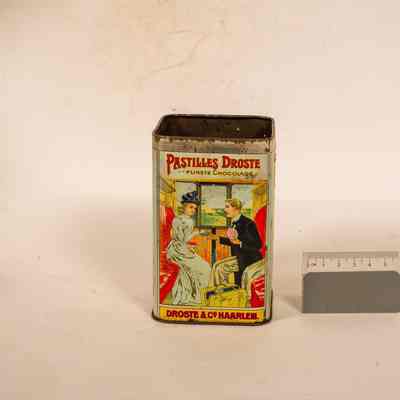 PASTILLES DROSTE
FIJNSTE CHOCOLADE
DROSTE & Co HAARLEM.